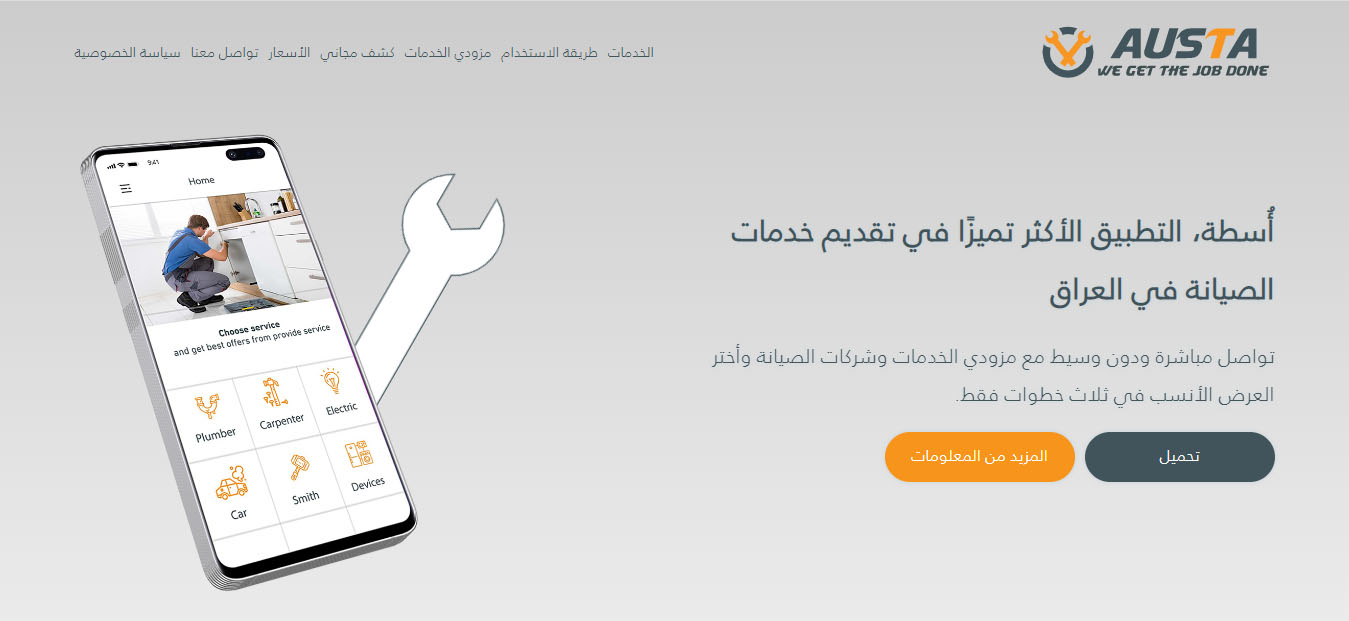 AUSTA
WE GET THE JOB DONE
الخدمات طريقة الاستخدام مزودي الخدمات كشف مجاني الأسعار تواصل معنا سياسة الخصوصية
أُسطة، التطبيق الأكثر تميزًا في تقديم خدمات
الصيانة في العراق
تواصل مباشرة ودون وسيط مع مزودي الخدمات وشركات الصيانة وأختر
العرض الأنسب في ثلاث خطوات فقط.
تحميل
المزيد من المعلومات
9:41
Home
Choose service
and get best offers from provide service
Plumber Carpenter Electric
Car Smith Devices